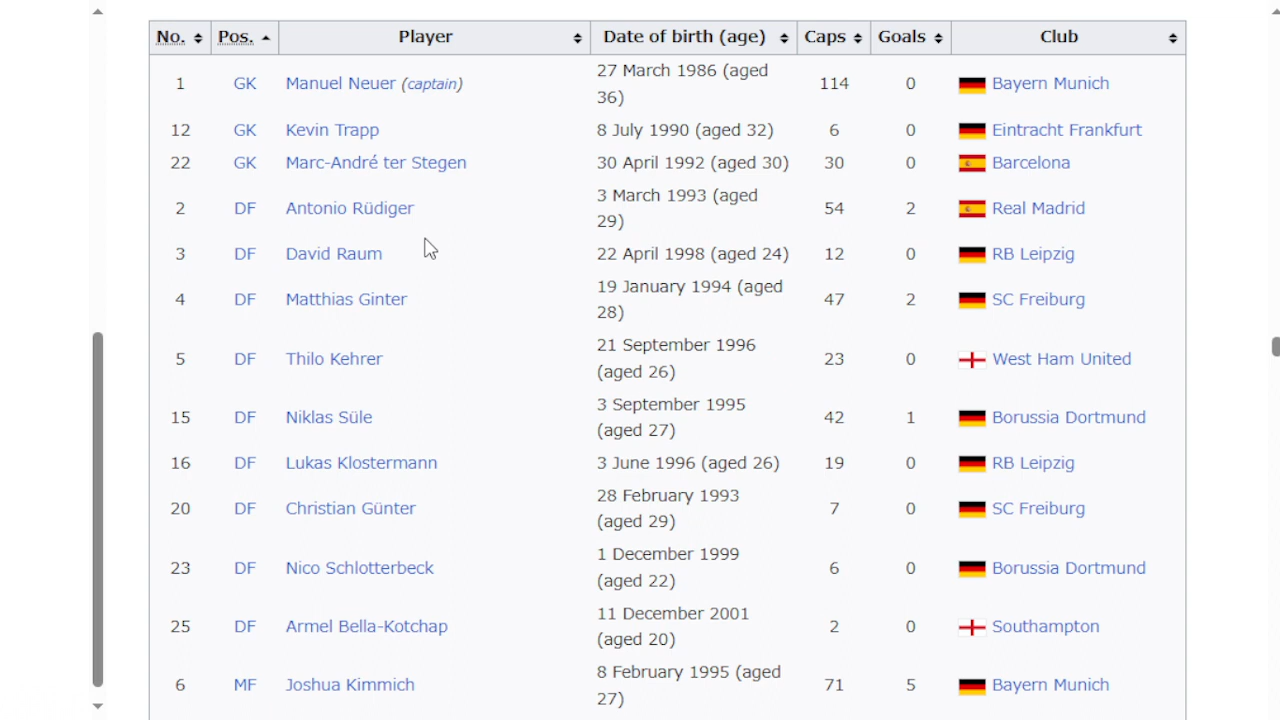 No. Pos. Player Date of birth (age) Caps Goals Club
1 GK Manuel Neuer (captain) 27 March 1986 (aged 36) 114 0 Bayern Munich
12 GK Kevin Trapp 8 July 1990 (aged 32) 6 0 Eintracht Frankfurt
22 GK Marc-André ter Stegen 30 April 1992 (aged 30) 30 0 Barcelona
2 DF Antonio Rüdiger 3 March 1993 (aged 29) 54 2 Real Madrid
3 DF David Raum 22 April 1998 (aged 24) 12 0 RB Leipzig
4 DF Matthias Ginter 19 January 1994 (aged 28) 47 2 SC Freiburg
5 DF Thilo Kehrer 21 September 1996 (aged 26) 23 0 West Ham United
15 DF Niklas Süle 3 September 1995 (aged 27) 42 1 Borussia Dortmund
16 DF Lukas Klostermann 3 June 1996 (aged 26) 19 0 RB Leipzig
20 DF Christian Günter 28 February 1993 (aged 29) 7 0 SC Freiburg
23 DF Nico Schlotterbeck 1 December 1999 (aged 22) 6 0 Borussia Dortmund
25 DF Armel Bella-Kotchap 11 December 2001 (aged 20) 2 0 Southampton
6 MF Joshua Kimmich 8 February 1995 (aged 27) 71 5 Bayern Munich